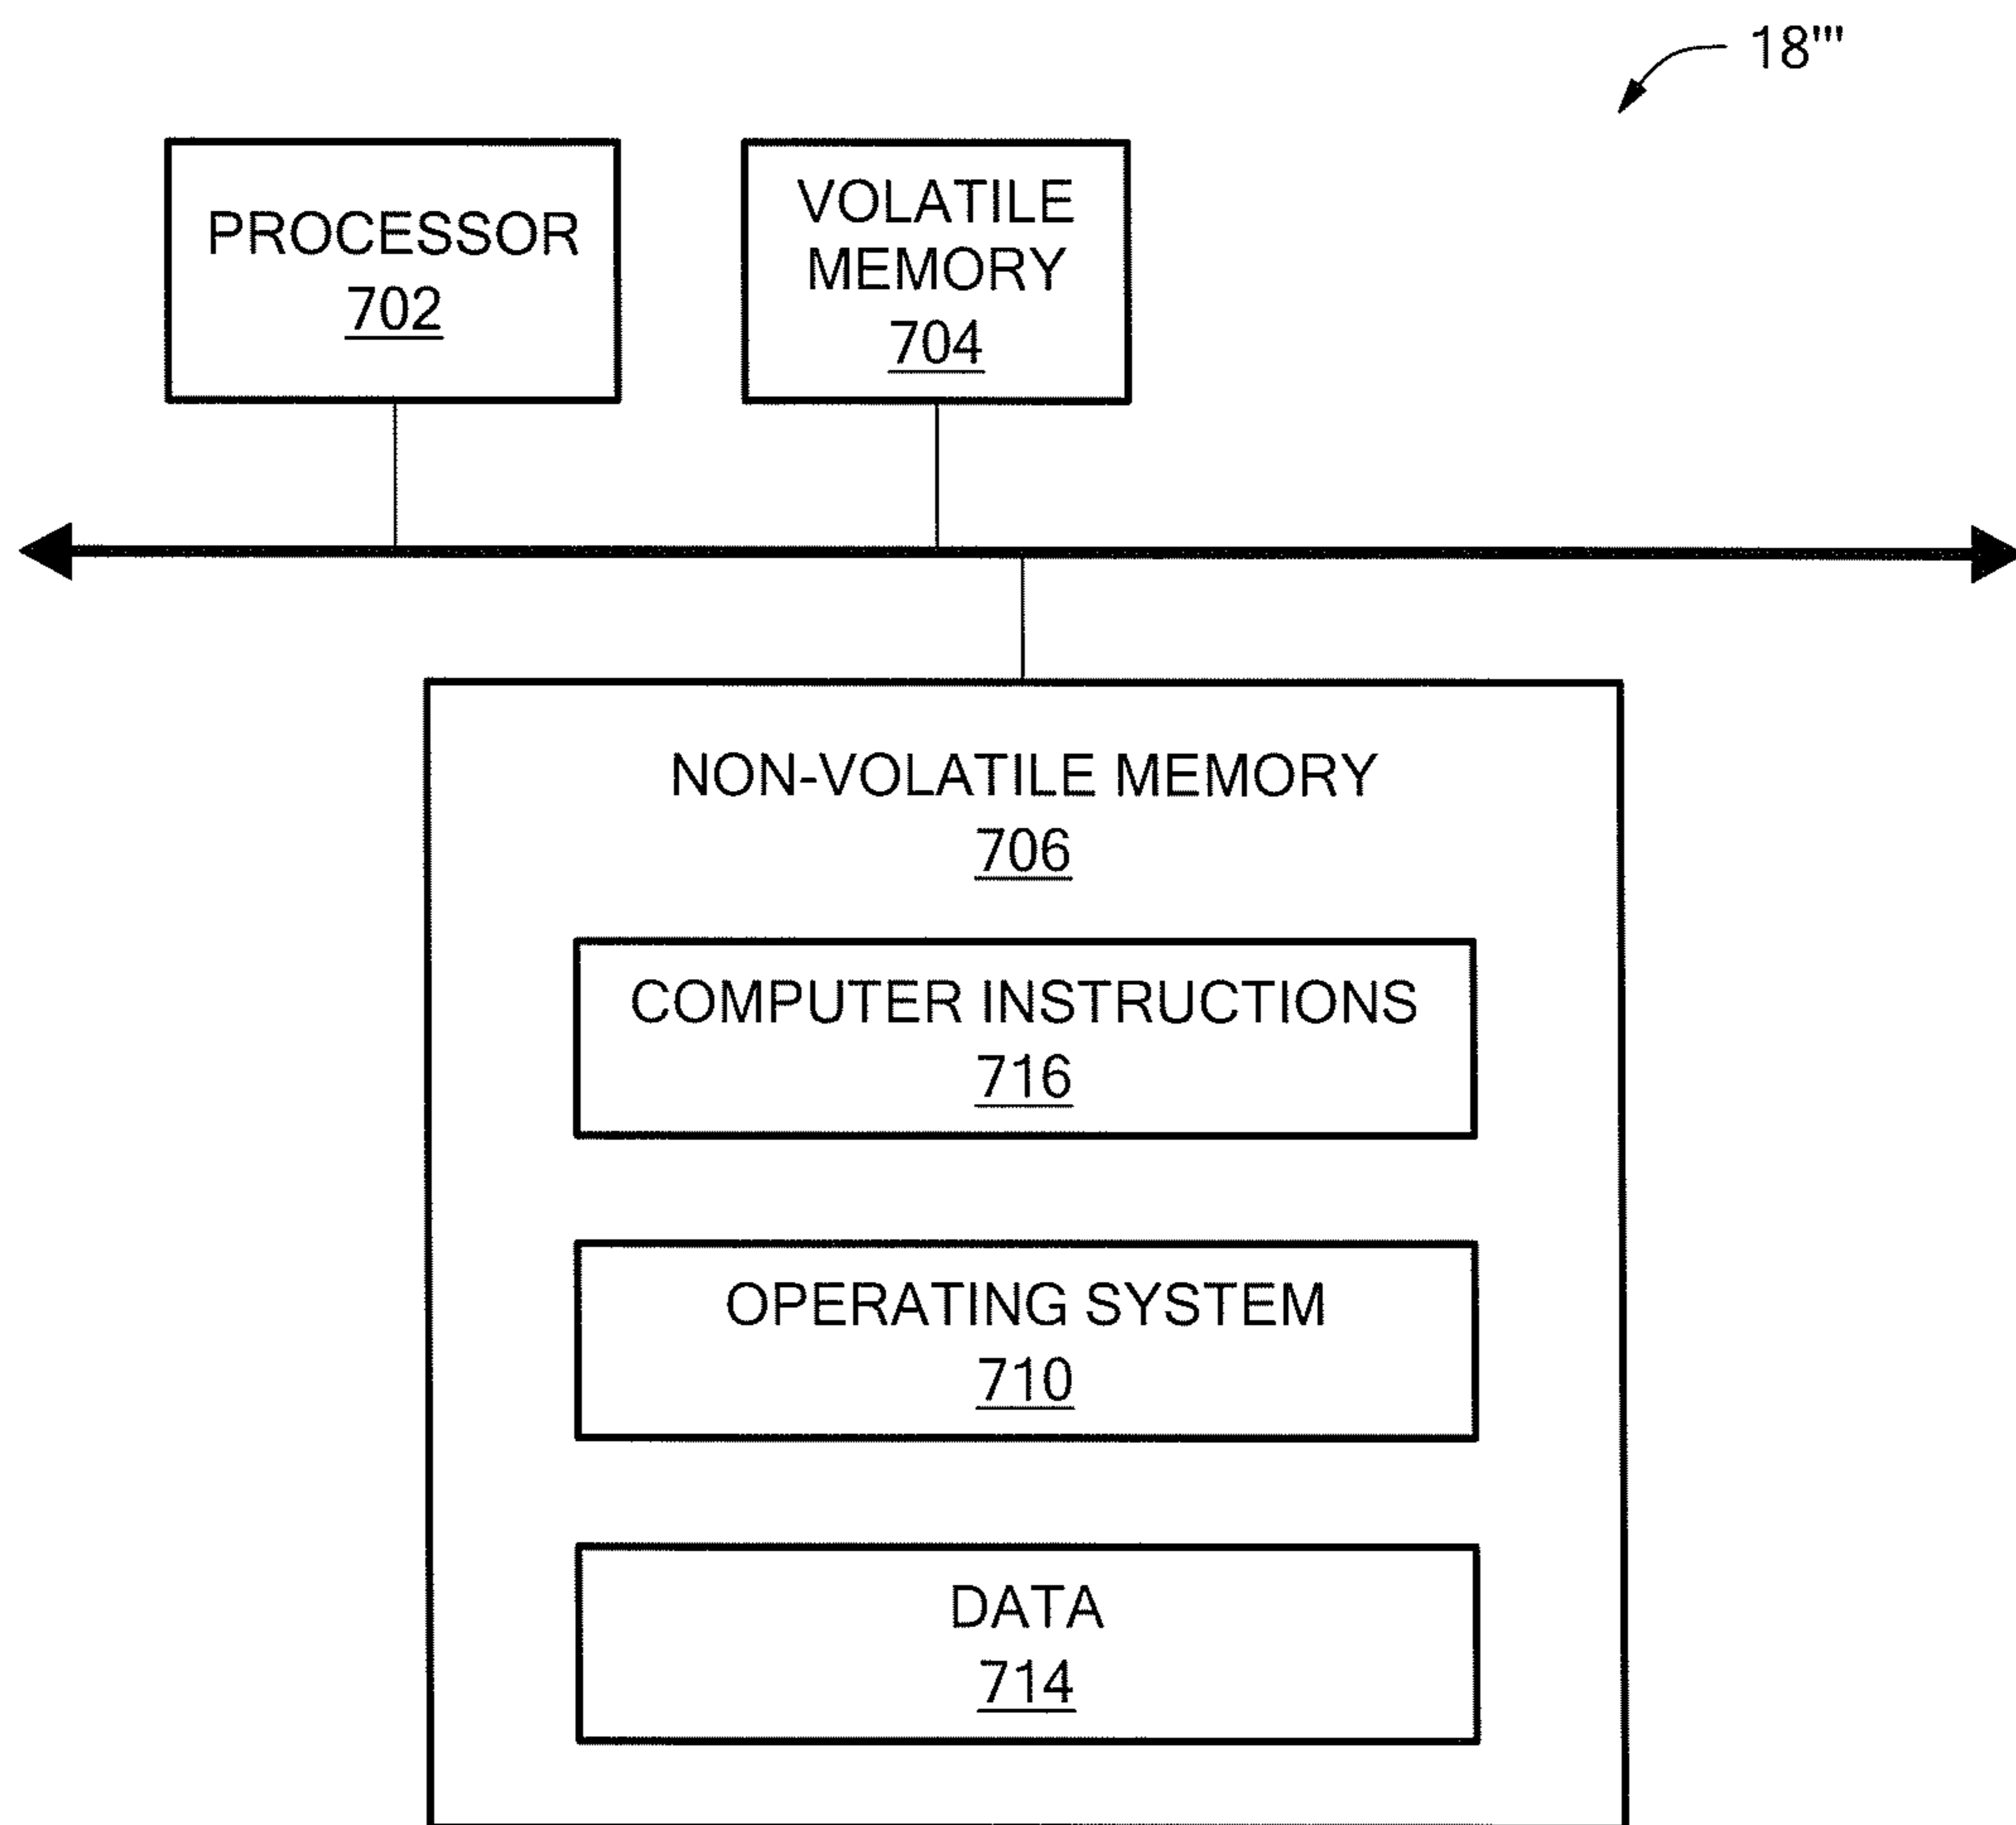 18'''
PROCESSOR
702
VOLATILE
MEMORY
704
NON-VOLATILE MEMORY
706
COMPUTER INSTRUCTIONS
716
OPERATING SYSTEM
710
DATA
714